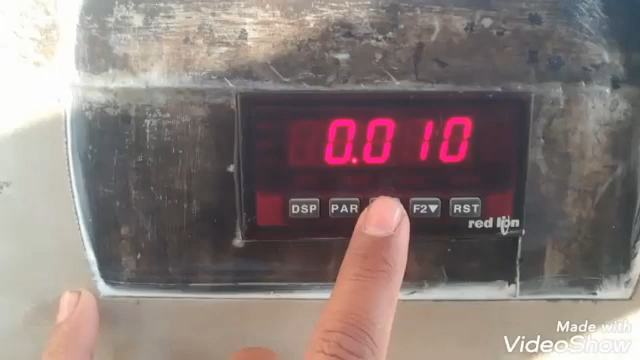 0.010
DSP PAR F2▼ RST
red lion
Made with
VideoShow